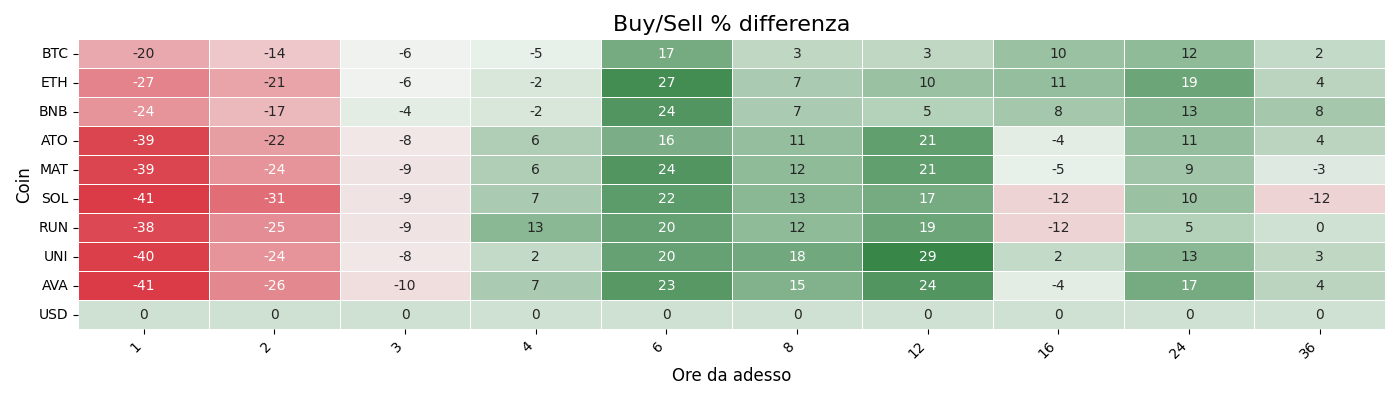 Buy/Sell % differenza
Coin
BTC -20 -14 -6 -5 17 3 3 10 12 2
ETH -27 -21 -6 -2 27 7 10 11 19 4
BNB -24 -17 -4 -2 24 7 5 8 13 8
ATO -39 -22 -8 6 16 11 21 -4 11 4
MAT -39 -24 -9 6 24 12 21 -5 9 -3
SOL -41 -31 -9 7 22 13 17 -12 10 -12
RUN -38 -25 -9 13 20 12 19 -12 5 0
UNI -40 -24 -8 2 20 18 29 2 13 3
AVA -41 -26 -10 7 23 15 24 -4 17 4
USD 0 0 0 0 0 0 0 0 0 0
1 2 3 4 6 8 12 16 24 36
Ore da adesso